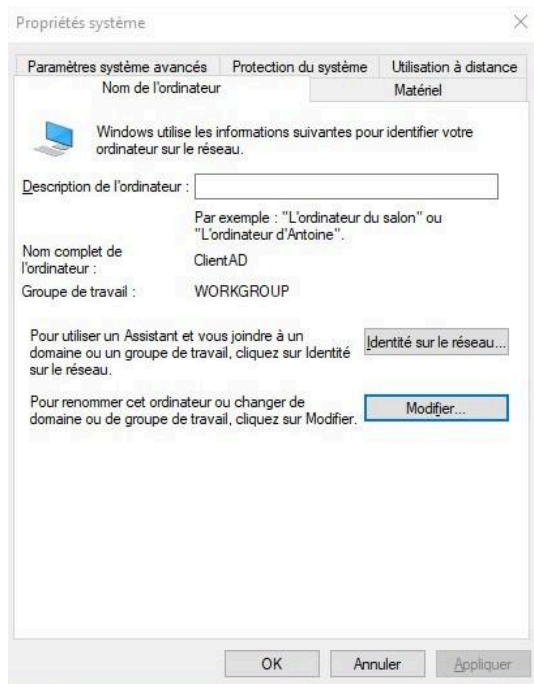 Propriétés système
Paramètres système avancés
Protection du système
Utilisation à distance
Nom de l'ordinateur
Matériel
Windows utilise les informations suivantes pour identifier votre
ordinateur sur le réseau.
Description de l'ordinateur :
Par exemple : "L'ordinateur du salon" ou
"L'ordinateur d'Antoine".
Nom complet de
l'ordinateur :
ClientAD
Groupe de travail :
WORKGROUP
Pour utiliser un Assistant et vous joindre à un
domaine ou un groupe de travail, cliquez sur Identité
sur le réseau.
Identité sur le réseau...
Pour renommer cet ordinateur ou changer de
domaine ou de groupe de travail, cliquez sur Modifier.
Modifier...
OK
Annuler
Appliquer